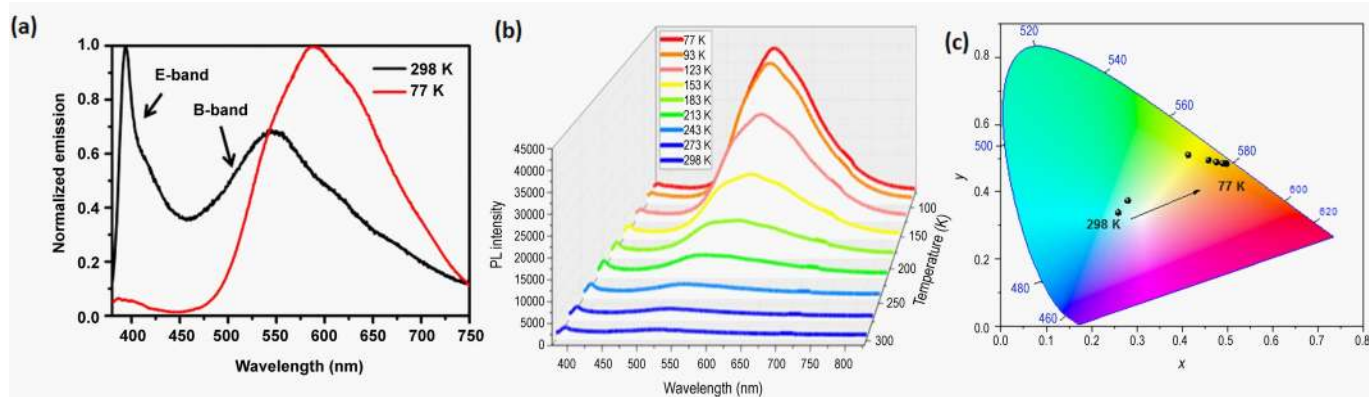 (a)
1.0
0.8
0.6
0.4
0.2
0.0
Normalized emission
E-band
B-band
298 K
77 K
400
450
500
550
600
650
700
750
Wavelength (nm)
(b)
77 K
93 K
123 K
153 K
183 K
213 K
243 K
273 K
298 K
45000
40000
35000
30000
25000
20000
15000
10000
5000
0
PL intensity
400
450
500
550
600
650
700
750
800
Wavelength (nm)
100
150
200
250
300
Temperature (K)
(c)
0.8
0.6
0.4
0.2
0.0
y
520
540
560
500
580
77 K
298 K
600
620
480
460
0.0
0.1
0.2
0.3
0.4
0.5
0.6
0.7
0.8
x